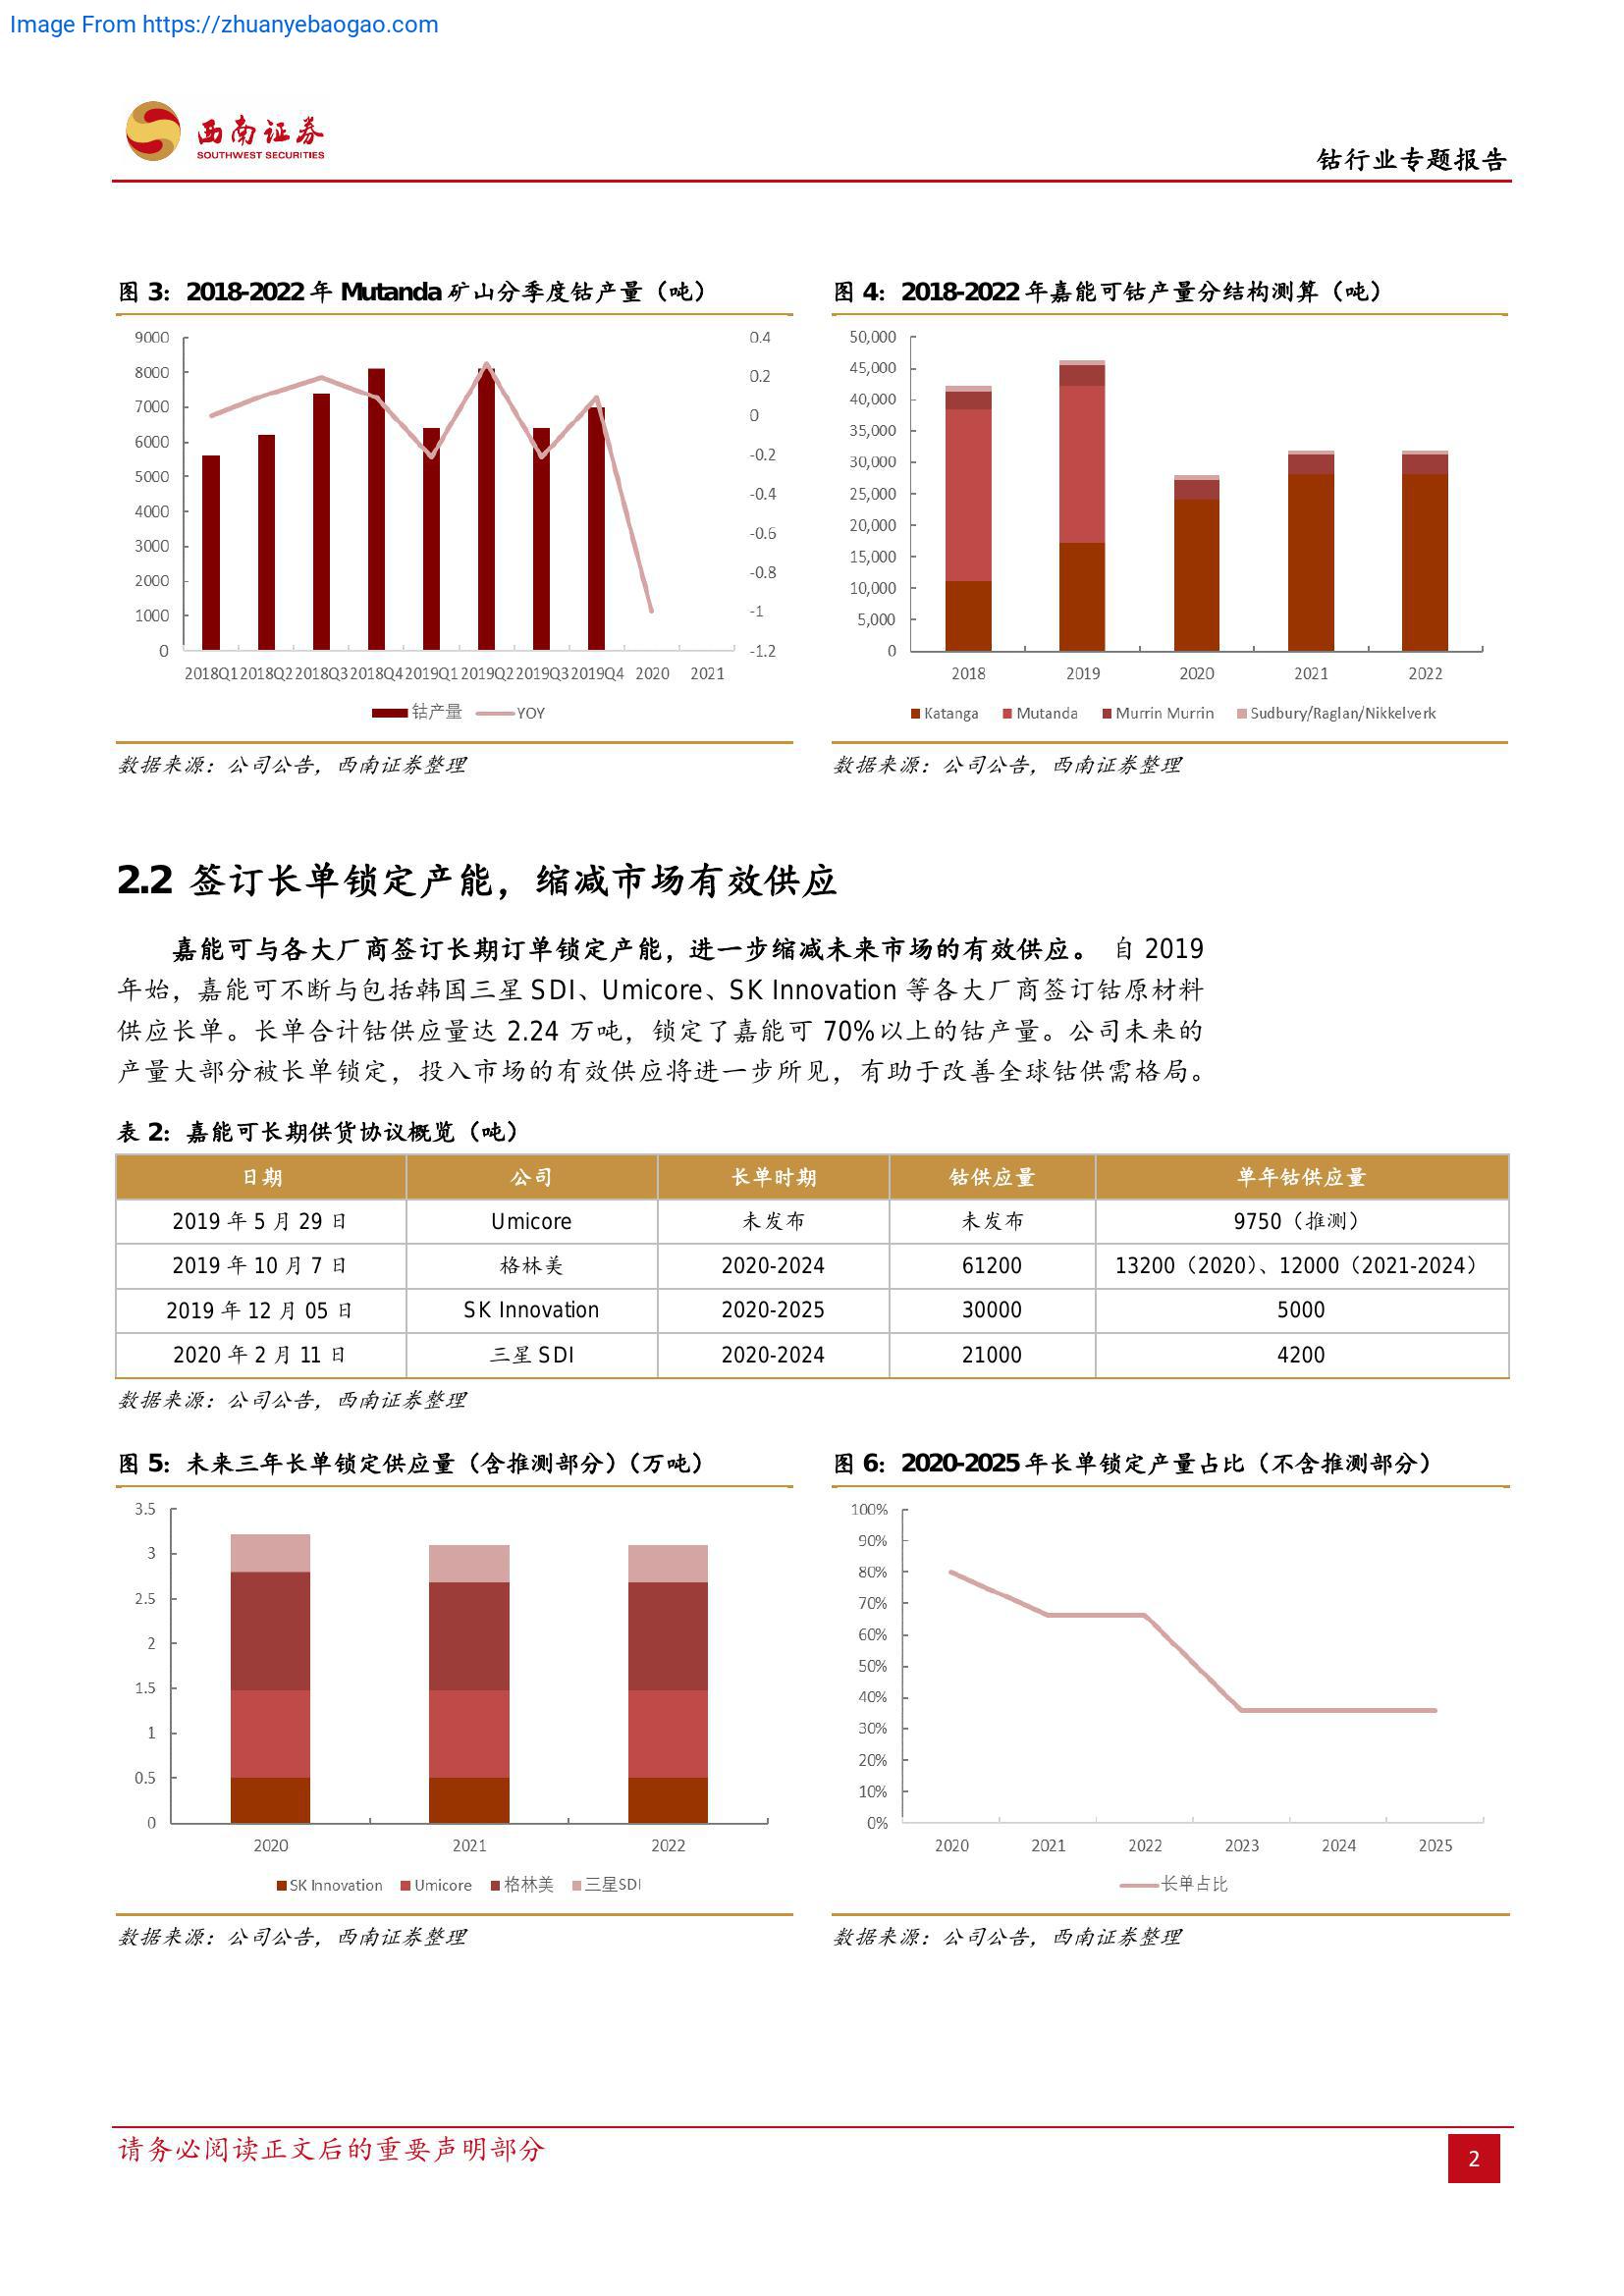 Image From https://zhuanyebaogao.com
西南证券
SOUTHWEST SECURITIES
钴行业专题报告
图 3：2018-2022 年 Mutanda 矿山分季度钴产量（吨）
9000
8000
7000
6000
5000
4000
3000
2000
1000
0
0.4
0.2
0
-0.2
-0.4
-0.6
-0.8
-1
-1.2
2018Q1 2018Q2 2018Q3 2018Q4 2019Q1 2019Q2 2019Q3 2019Q4 2020 2021
钴产量 YOY
数据来源：公司公告，西南证券整理
图 4：2018-2022 年嘉能可钴产量分结构测算（吨）
50,000
45,000
40,000
35,000
30,000
25,000
20,000
15,000
10,000
5,000
0
2018 2019 2020 2021 2022
Katanga Mutanda Murrin Murrin Sudbury/Raglan/Nikkelverk
数据来源：公司公告，西南证券整理
2.2 签订长单锁定产能，缩减市场有效供应
嘉能可与各大厂商签订长期订单锁定产能，进一步缩减未来市场的有效供应。 自 2019
年始，嘉能可不断与包括韩国三星 SDI、Umicore、SK Innovation 等各大厂商签订钴原材料
供应长单。长单合计钴供应量达 2.24 万吨，锁定了嘉能可 70%以上的钴产量。公司未来的
产量大部分被长单锁定，投入市场的有效供应将进一步所见，有助于改善全球钴供需格局。
表 2：嘉能可长期供货协议概览（吨）
日期 公司 长单时期 钴供应量 单年钴供应量
2019 年 5 月 29 日 Umicore 未发布 未发布 9750（推测）
2019 年 10 月 7 日 格林美 2020-2024 61200 13200（2020）、12000（2021-2024）
2019 年 12 月 05 日 SK Innovation 2020-2025 30000 5000
2020 年 2 月 11 日 三星 SDI 2020-2024 21000 4200
数据来源：公司公告，西南证券整理
图 5：未来三年长单锁定供应量（含推测部分）（万吨）
3.5
3
2.5
2
1.5
1
0.5
0
2020 2021 2022
SK Innovation Umicore 格林美 三星SDI
数据来源：公司公告，西南证券整理
图 6：2020-2025 年长单锁定产量占比（不含推测部分）
100%
90%
80%
70%
60%
50%
40%
30%
20%
10%
0%
2020 2021 2022 2023 2024 2025
长单占比
数据来源：公司公告，西南证券整理
请务必阅读正文后的重要声明部分
2